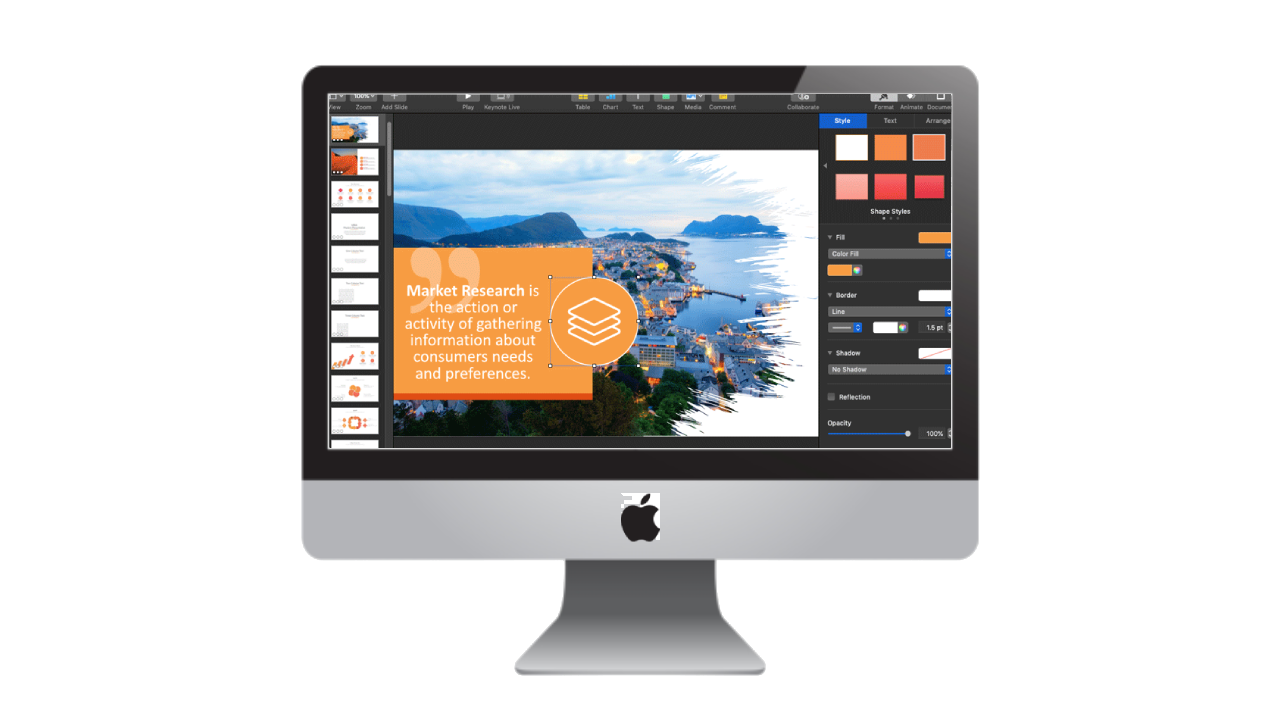 View Zoom Add Slide Play Keynote Live Table Chart Text Shape Media Comment Collaborate Format Animate
100%
Style Text Arrange
Shape Styles
Fill
Color Fill
Border
Line
1.5 pt
Shadow
No Shadow
Reflection
Opacity
100%
Market Research is
the action or
activity of gathering
information about
consumers needs
and preferences.